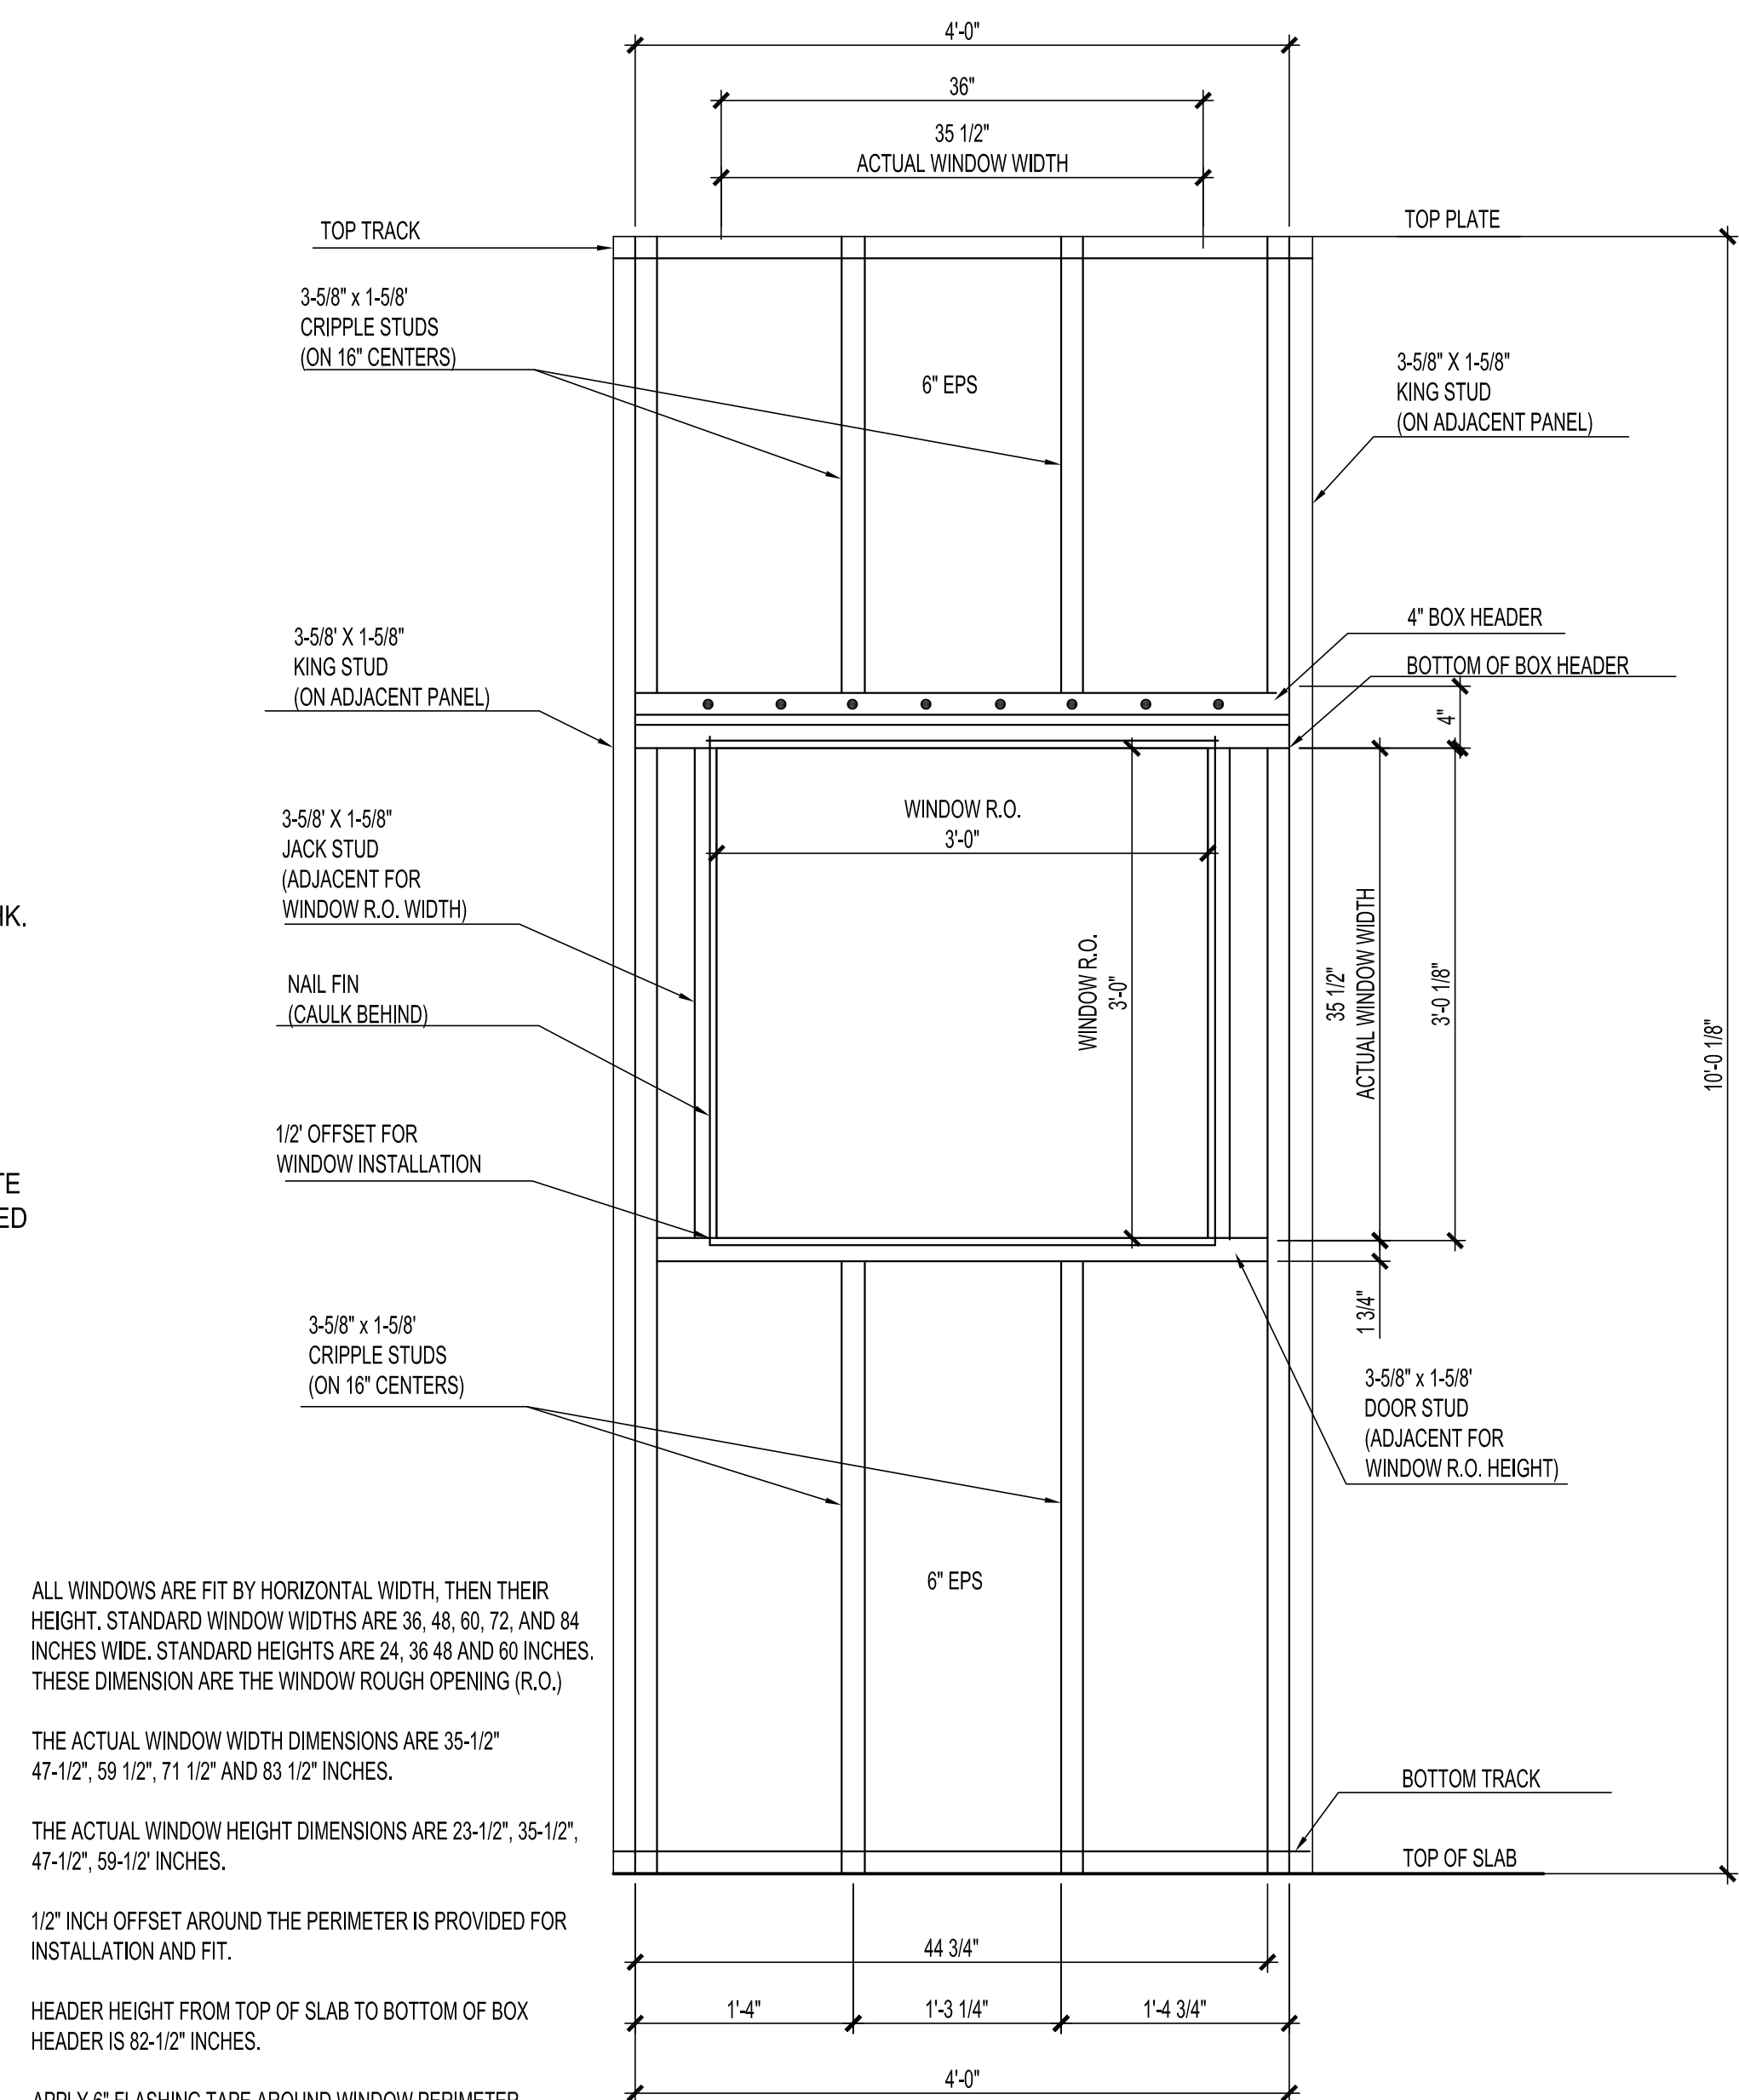 4'-0"
36"
35 1/2"
ACTUAL WINDOW WIDTH
TOP TRACK
TOP PLATE
3-5/8" x 1-5/8'
CRIPPLE STUDS
(ON 16" CENTERS)
6" EPS
3-5/8" X 1-5/8"
KING STUD
(ON ADJACENT PANEL)
4" BOX HEADER
BOTTOM OF BOX HEADER
4"
3-5/8' X 1-5/8"
KING STUD
(ON ADJACENT PANEL)
WINDOW R.O.
3'-0"
3-5/8' X 1-5/8"
JACK STUD
(ADJACENT FOR
WINDOW R.O. WIDTH)
HK.
NAIL FIN
(CAULK BEHIND)
WINDOW R.O.
3'-0"
35 1/2"
ACTUAL WINDOW WIDTH
3'-0 1/8"
10'-0 1/8"
1/2' OFFSET FOR
WINDOW INSTALLATION
TE
ED
1 3/4"
3-5/8" x 1-5/8'
CRIPPLE STUDS
(ON 16" CENTERS)
3-5/8" x 1-5/8'
DOOR STUD
(ADJACENT FOR
WINDOW R.O. HEIGHT)
6" EPS
ALL WINDOWS ARE FIT BY HORIZONTAL WIDTH, THEN THEIR
HEIGHT. STANDARD WINDOW WIDTHS ARE 36, 48, 60, 72, AND 84
INCHES WIDE. STANDARD HEIGHTS ARE 24, 36 48 AND 60 INCHES.
THESE DIMENSION ARE THE WINDOW ROUGH OPENING (R.O.)
THE ACTUAL WINDOW WIDTH DIMENSIONS ARE 35-1/2"
47-1/2", 59 1/2", 71 1/2" AND 83 1/2" INCHES.
THE ACTUAL WINDOW HEIGHT DIMENSIONS ARE 23-1/2", 35-1/2",
47-1/2", 59-1/2' INCHES.
1/2" INCH OFFSET AROUND THE PERIMETER IS PROVIDED FOR
INSTALLATION AND FIT.
HEADER HEIGHT FROM TOP OF SLAB TO BOTTOM OF BOX
HEADER IS 82-1/2" INCHES.
APPLY 6" FLASHING TAPE AROUND WINDOW PERIMETER
BOTTOM TRACK
TOP OF SLAB
44 3/4"
1'-4"
1'-3 1/4"
1'-4 3/4"
4'-0"